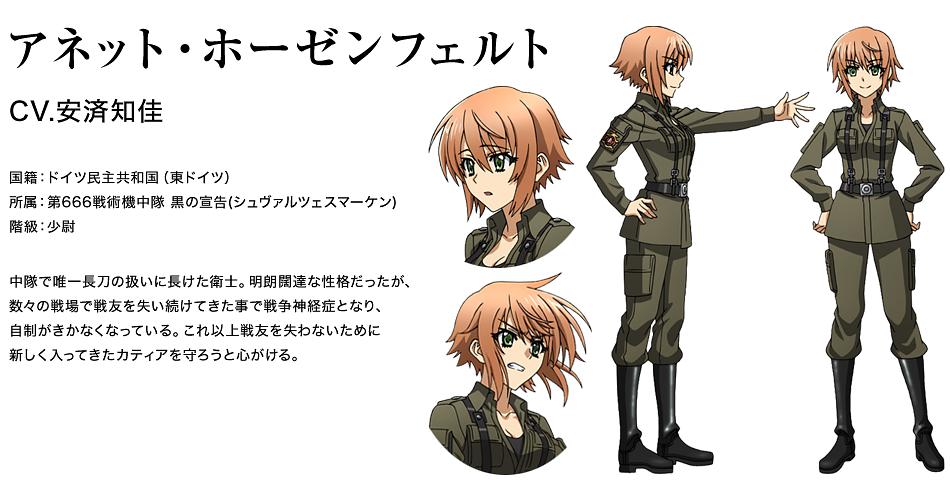 アネット・ホーゼンフェルト
CV.安済知佳
国籍：ドイツ民主共和国（東ドイツ）
所属：第666戦術機中隊 黒の宣告(シュヴァルツェスマーケン)
階級：少尉
中隊で唯一長刀の扱いに長けた衛士。明朗闊達な性格だったが、
数々の戦場で戦友を失い続けてきた事で戦争神経症となり、
自制がきかなくなっている。これ以上戦友を失わないために
新しく入ってきたカティアを守ろうと心がける。